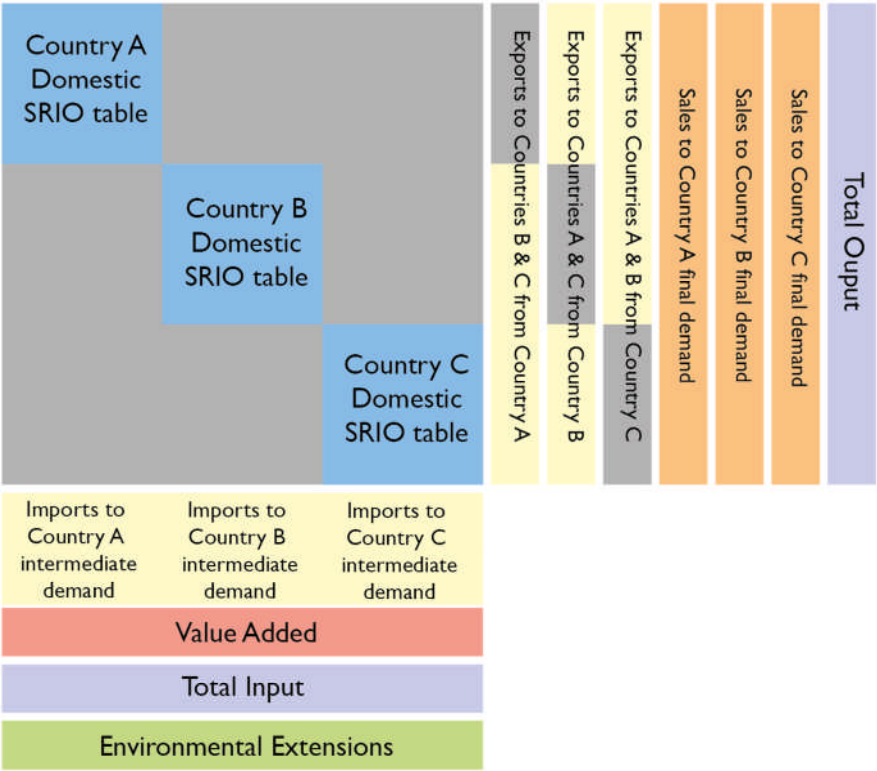 Country A
Domestic
SRIO table
Country B
Domestic
SRIO table
Country C
Domestic
SRIO table
Exports to Countries B & C from Country A
Exports to Countries A & C from Country B
Exports to Countries A & B from Country C
Sales to Country A final demand
Sales to Country B final demand
Sales to Country C final demand
Total Ouput
Imports to
Country A
intermediate
demand
Imports to
Country B
intermediate
demand
Imports to
Country C
intermediate
demand
Value Added
Total Input
Environmental Extensions